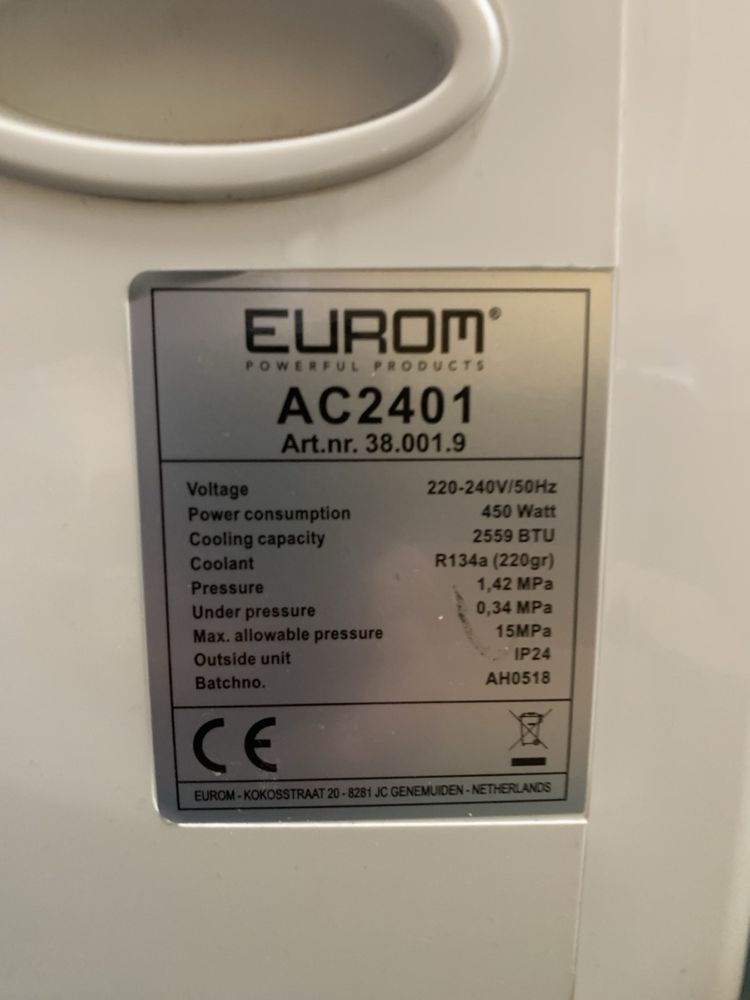 EUROM®
POWERFUL PRODUCTS
AC2401
Art.nr. 38.001.9
Voltage 220-240V/50Hz
Power consumption 450 Watt
Cooling capacity 2559 BTU
Coolant R134a (220gr)
Pressure 1,42 MPa
Under pressure 0,34 MPa
Max. allowable pressure 15MPa
Outside unit IP24
Batchno. AH0518
CE
EUROM - KOKOSSTRAAT 20 - 8281 JC GENEMUIDEN - NETHERLANDS